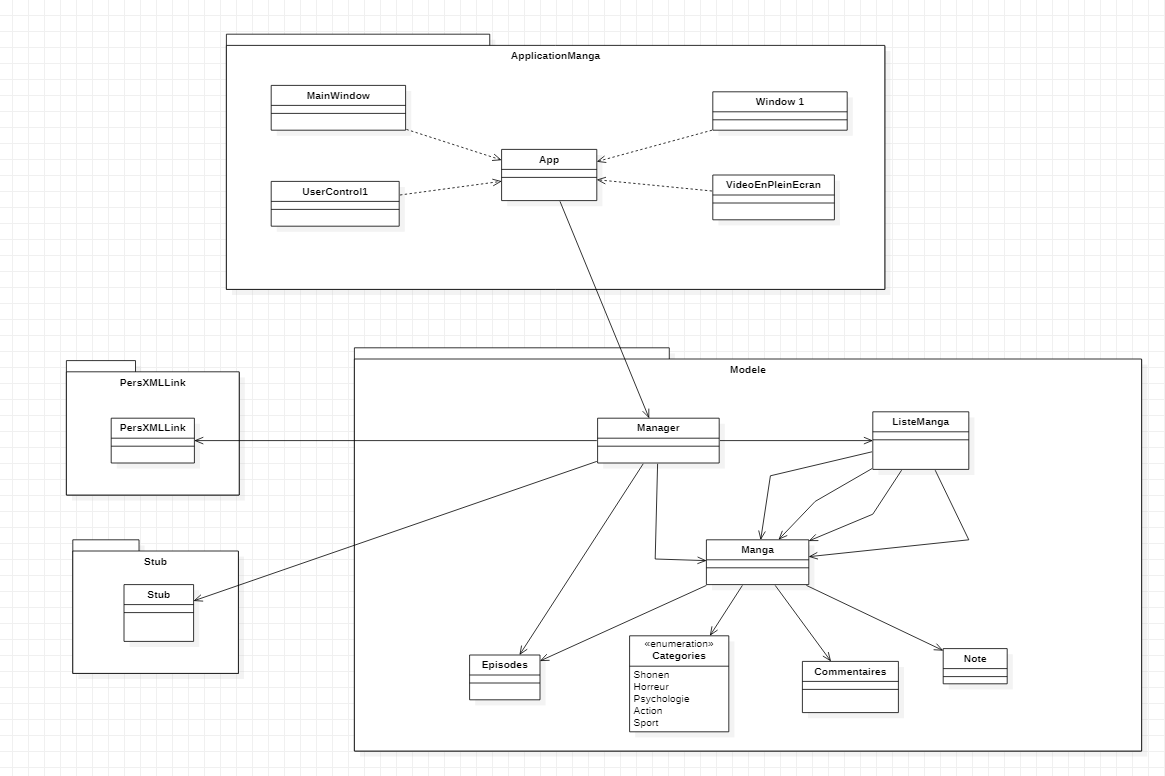 ApplicationManga
MainWindow
Window 1
App
UserControl1
VideoEnPleinEcran
PersXMLLink
PersXMLLink
Modele
Manager
ListeManga
Manga
Stub
Stub
Episodes
«enumeration»
Categories
Shonen
Horreur
Psychologie
Action
Sport
Commentaires
Note